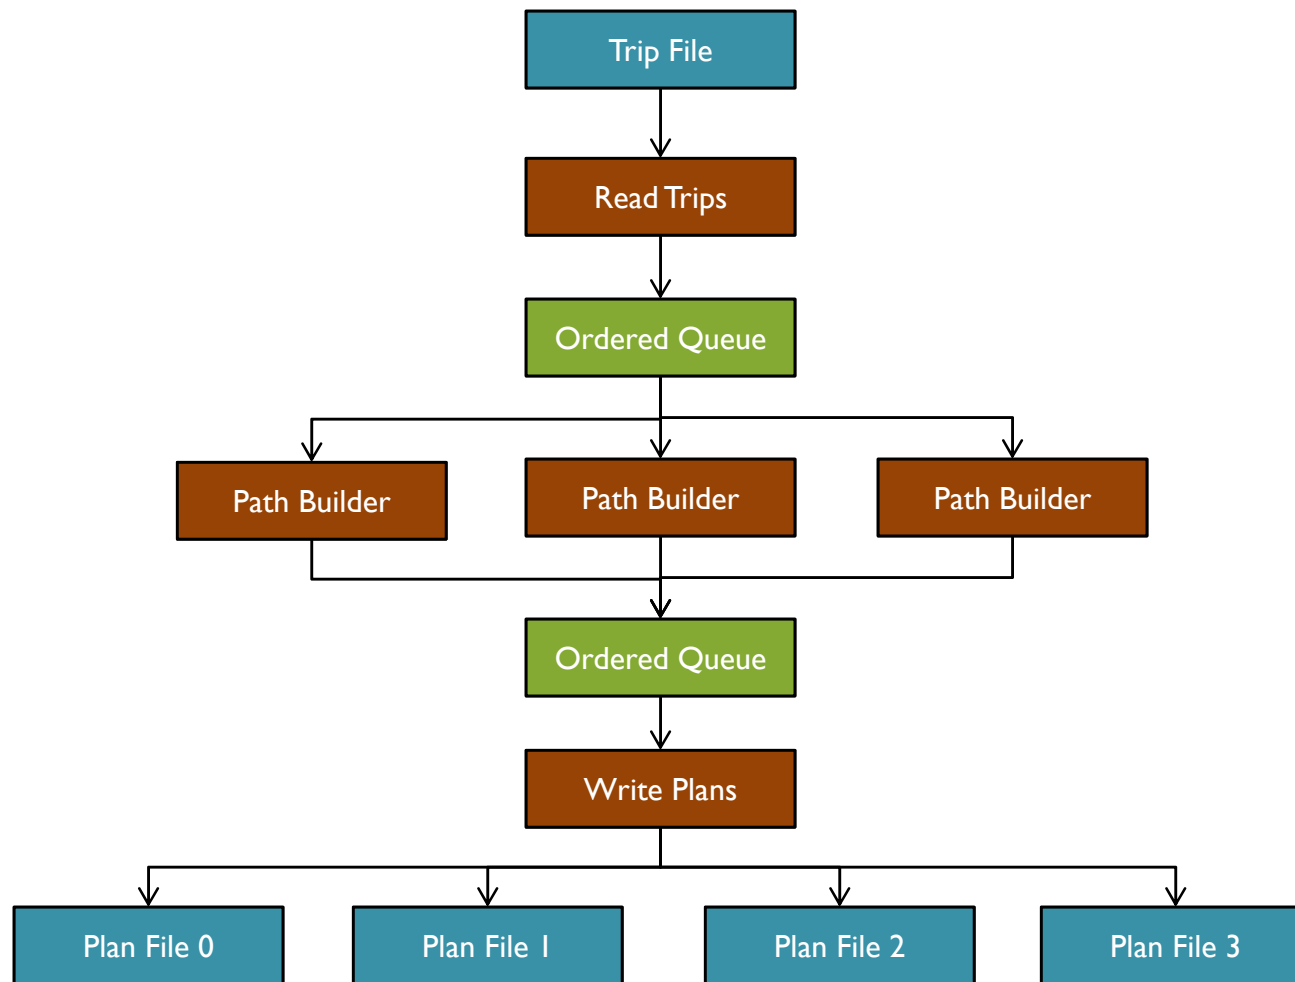 Trip File
Read Trips
Ordered Queue
Path Builder
Path Builder
Path Builder
Ordered Queue
Write Plans
Plan File 0
Plan File 1
Plan File 2
Plan File 3